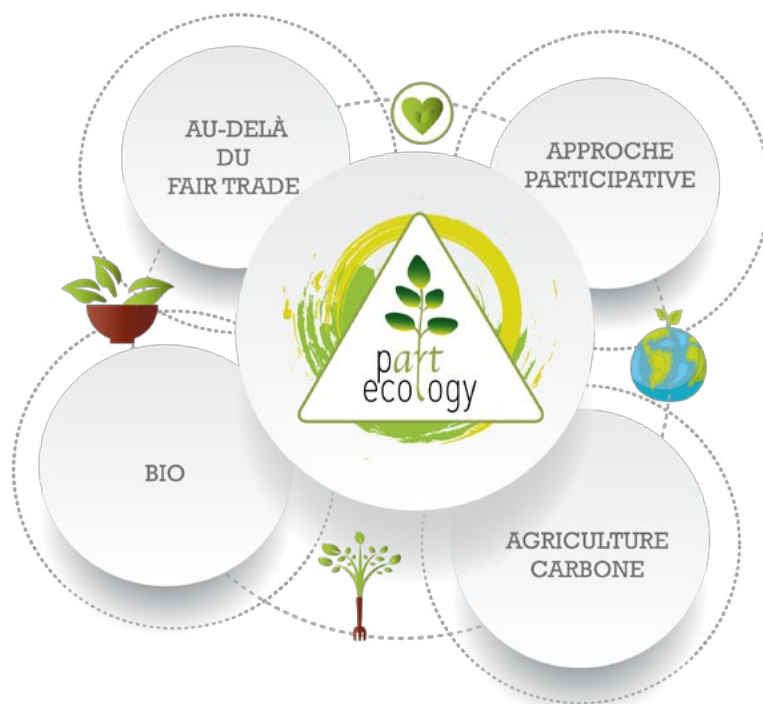 AU-DELÀ
DU
FAIR TRADE
APPROCHE
PARTICIPATIVE
part
ecology
BIO
AGRICULTURE
CARBONE